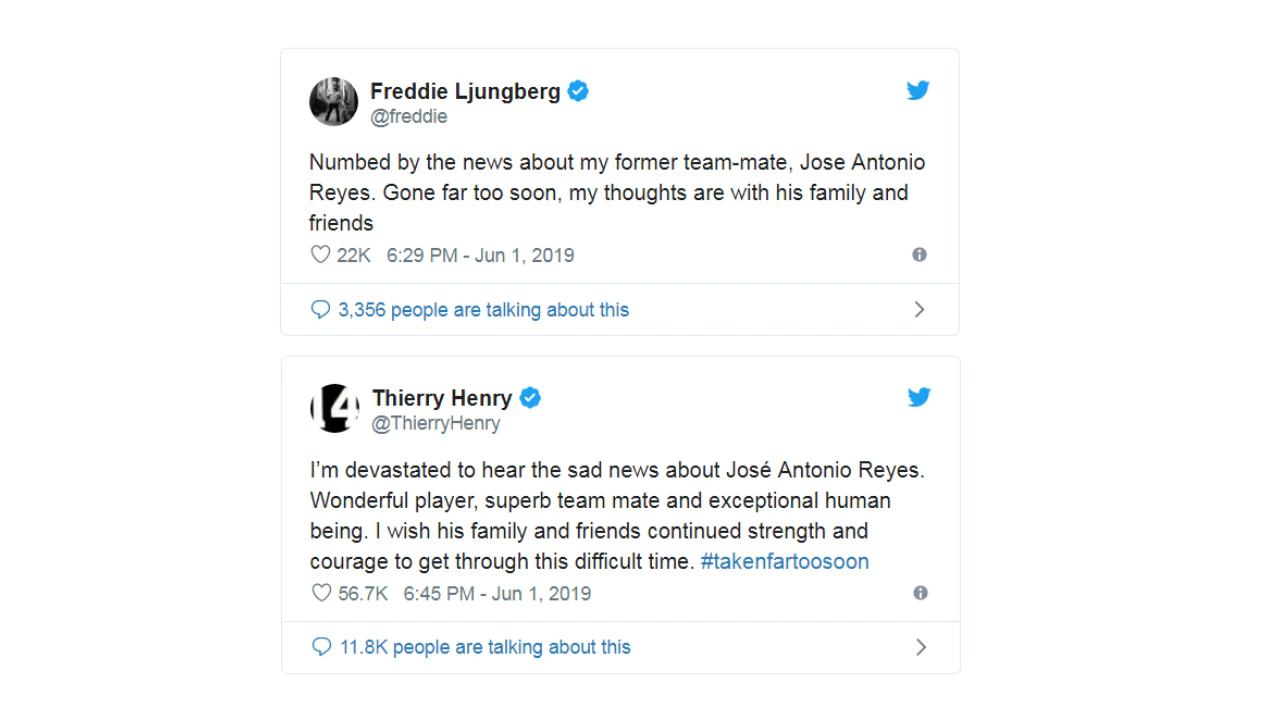 Freddie Ljungberg
@freddie
Numbed by the news about my former team-mate, Jose Antonio
Reyes. Gone far too soon, my thoughts are with his family and
friends
22K 6:29 PM - Jun 1, 2019
3,356 people are talking about this
14
Thierry Henry
@ThierryHenry
I’m devastated to hear the sad news about José Antonio Reyes.
Wonderful player, superb team mate and exceptional human
being. I wish his family and friends continued strength and
courage to get through this difficult time. #takenfartoosoon
56.7K 6:45 PM - Jun 1, 2019
11.8K people are talking about this